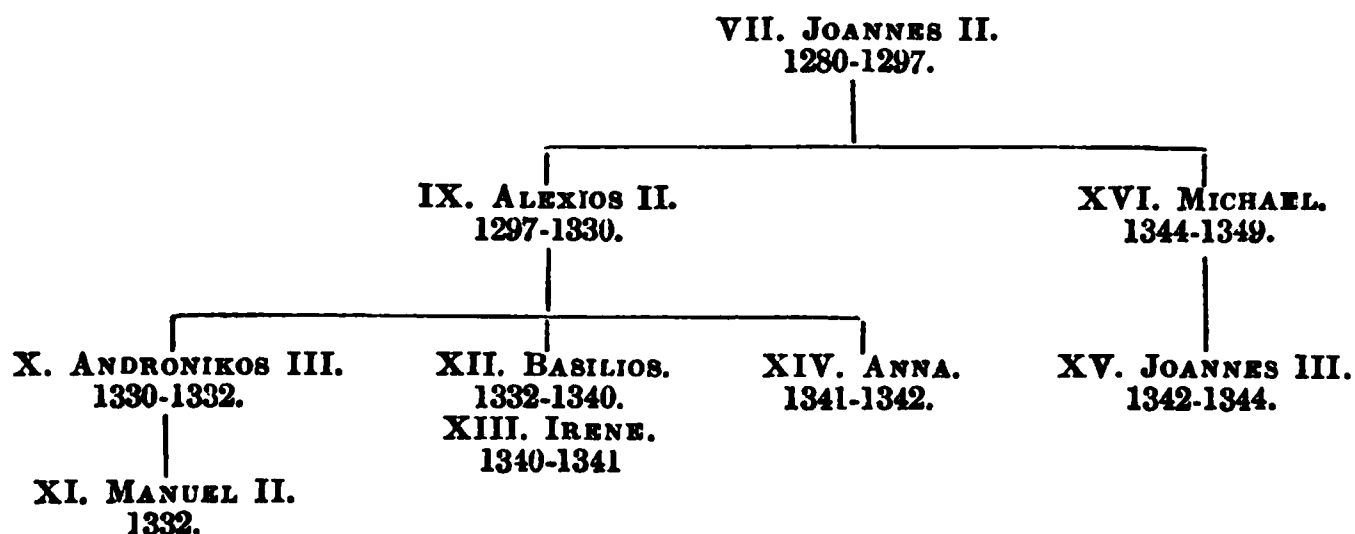 VII. JOANNES II.
1280-1297.
IX. ALEXIOS II.
1297-1330.
XVI. MICHAEL.
1344-1349.
X. ANDRONIKOS III.
1330-1332.
XII. BASILIOS.
1332-1340.
XIII. IRENE.
1340-1341
XIV. ANNA.
1341-1342.
XV. JOANNES III.
1342-1344.
XI. MANUEL II.
1332.